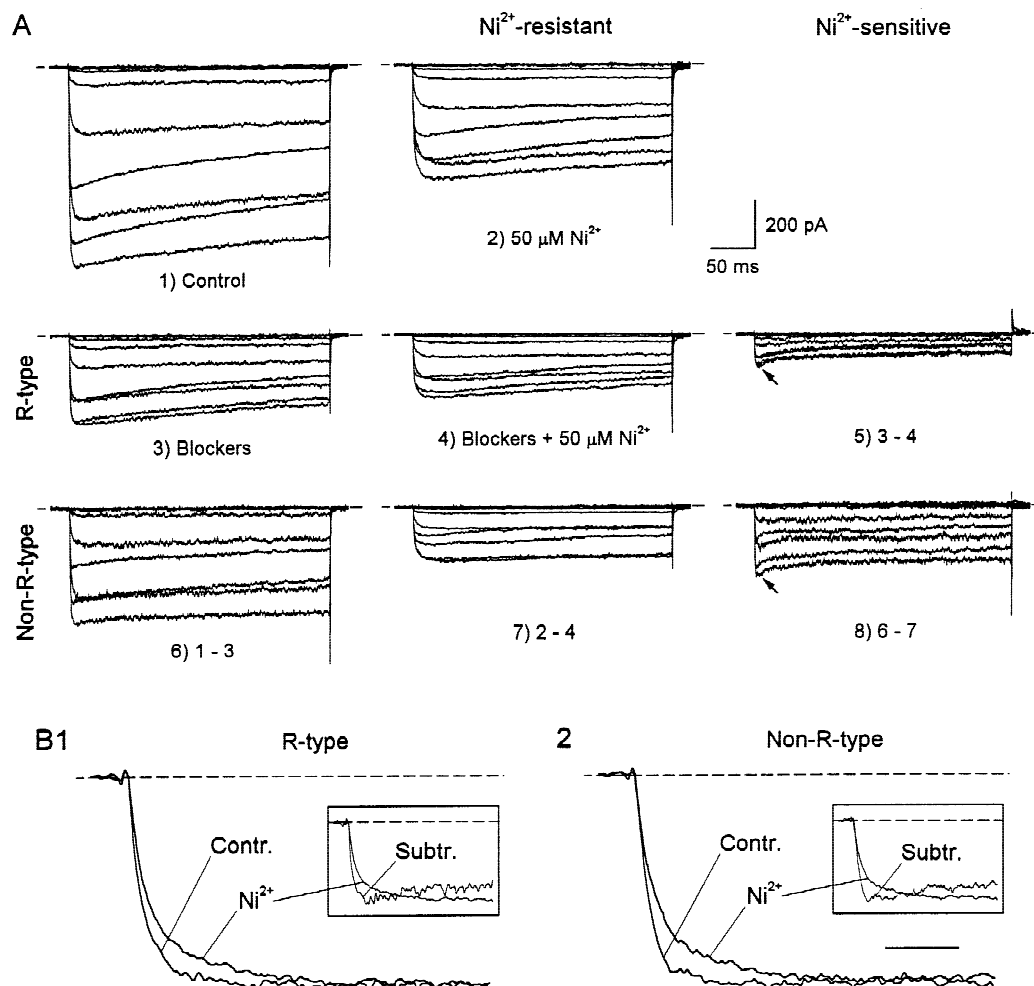 A
Ni²⁺-resistant
Ni²⁺-sensitive
1) Control
2) 50 μM Ni²⁺
200 pA
50 ms
R-type
3) Blockers
4) Blockers + 50 μM Ni²⁺
5) 3 - 4
Non-R-type
6) 1 - 3
7) 2 - 4
8) 6 - 7
B1
R-type
Contr.
Ni²⁺
Subtr.
2
Non-R-type
Contr.
Ni²⁺
Subtr.